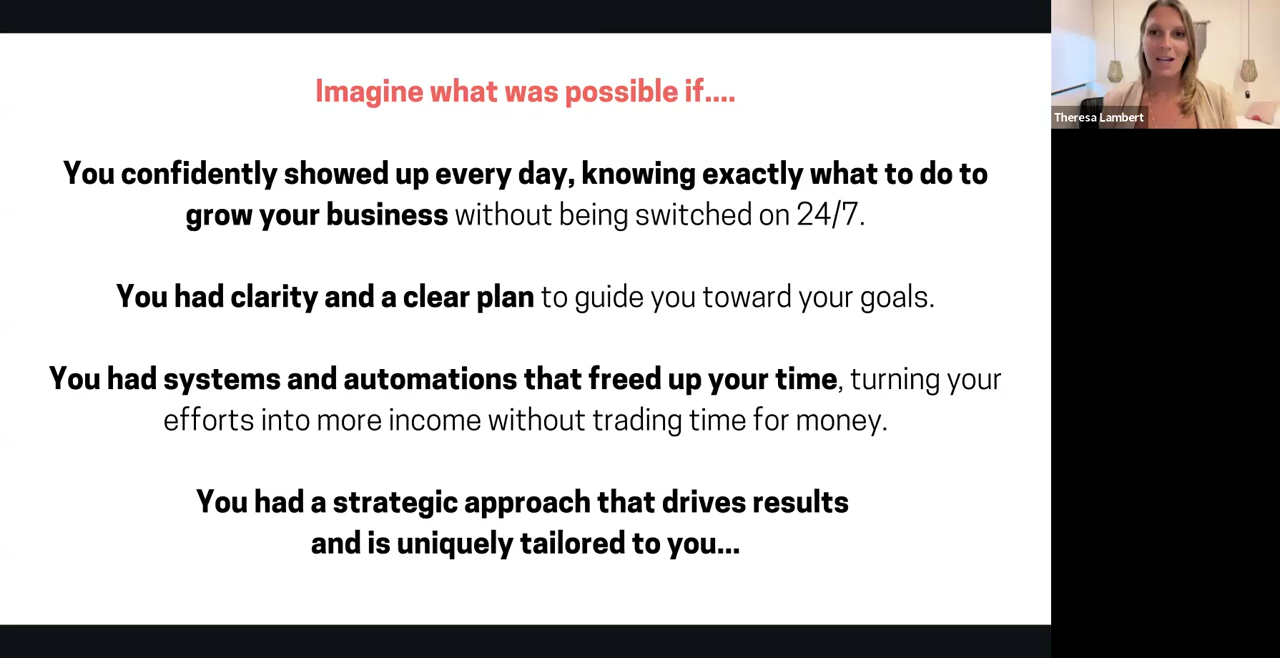 Imagine what was possible if....
You confidently showed up every day, knowing exactly what to do to
grow your business without being switched on 24/7.
You had clarity and a clear plan to guide you toward your goals.
You had systems and automations that freed up your time, turning your
efforts into more income without trading time for money.
You had a strategic approach that drives results
and is uniquely tailored to you...
Theresa Lambert